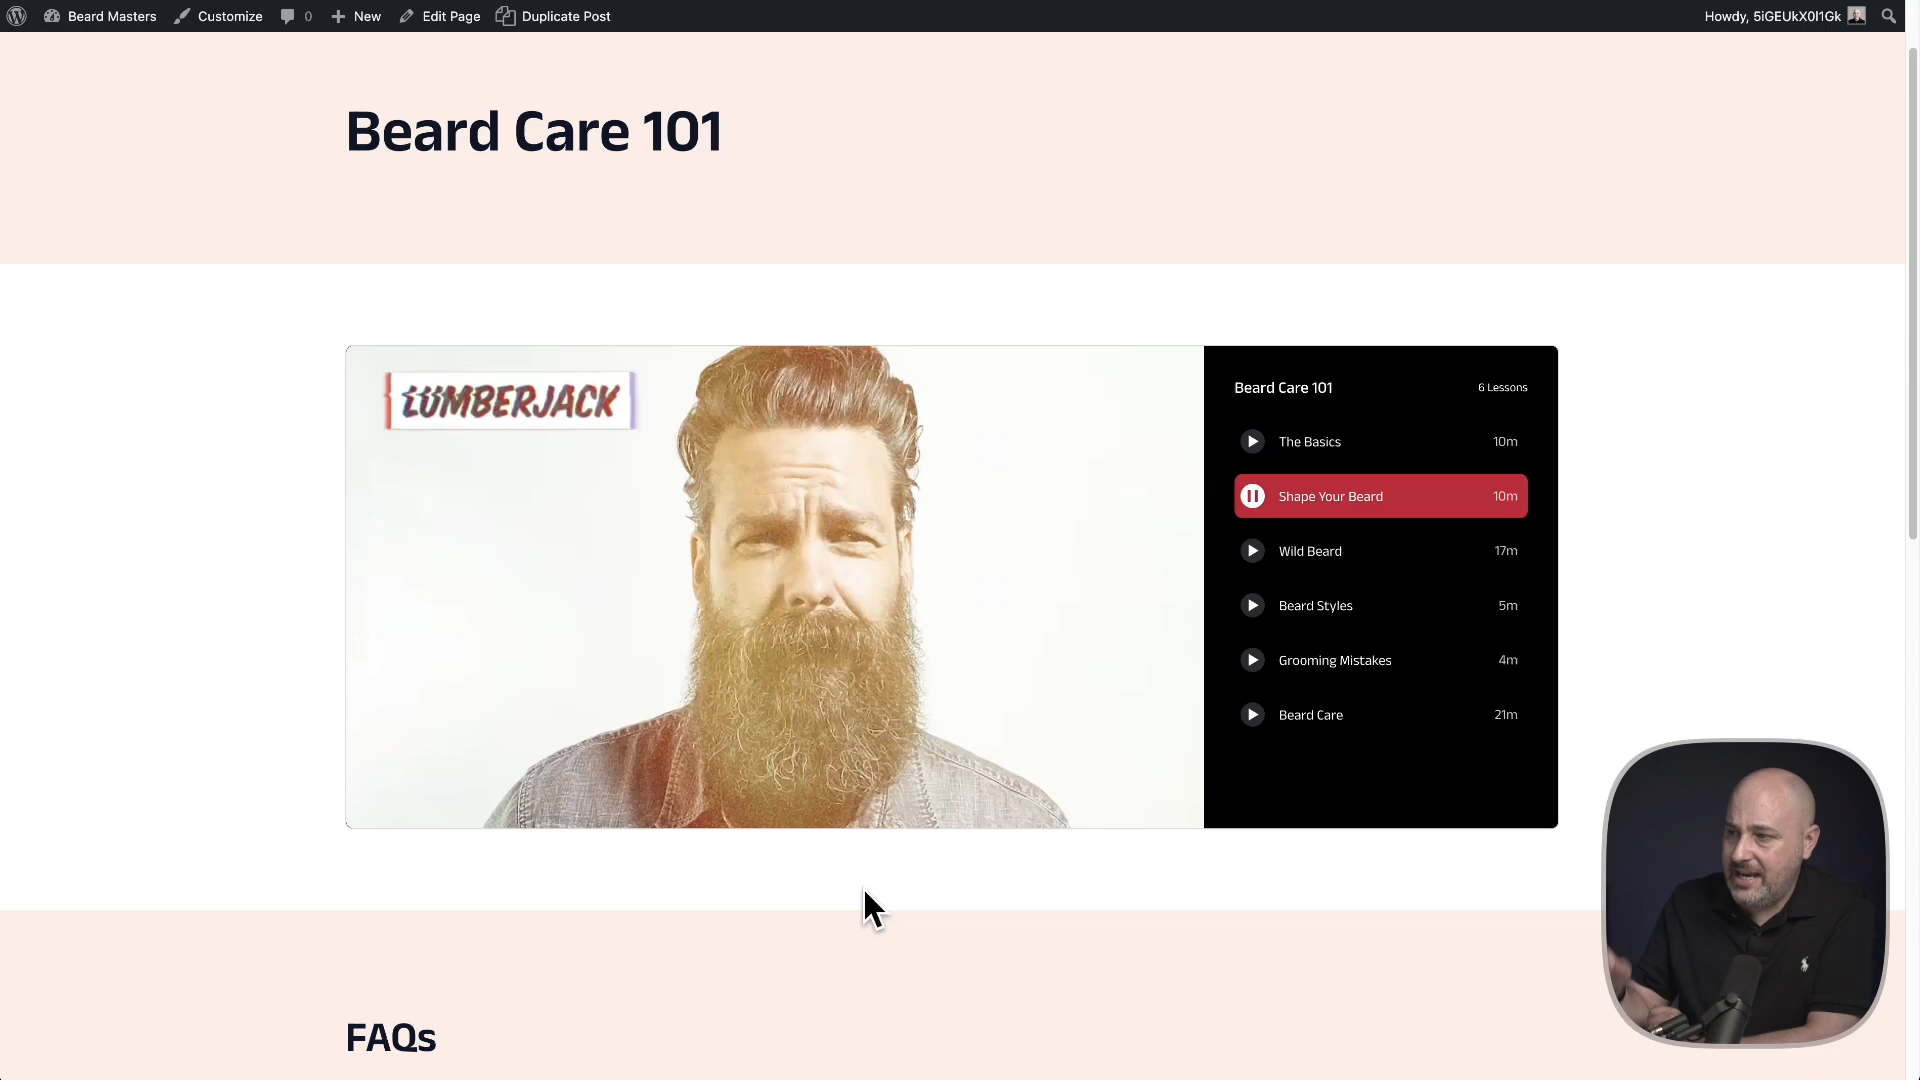 Beard Masters
Customize
0
New
Edit Page
Duplicate Post
Howdy, 5iGEUkX0l1Gk
Beard Care 101
LUMBERJACK
Beard Care 101
6 Lessons
The Basics
10m
Shape Your Beard
10m
Wild Beard
17m
Beard Styles
5m
Grooming Mistakes
4m
Beard Care
21m
FAQs